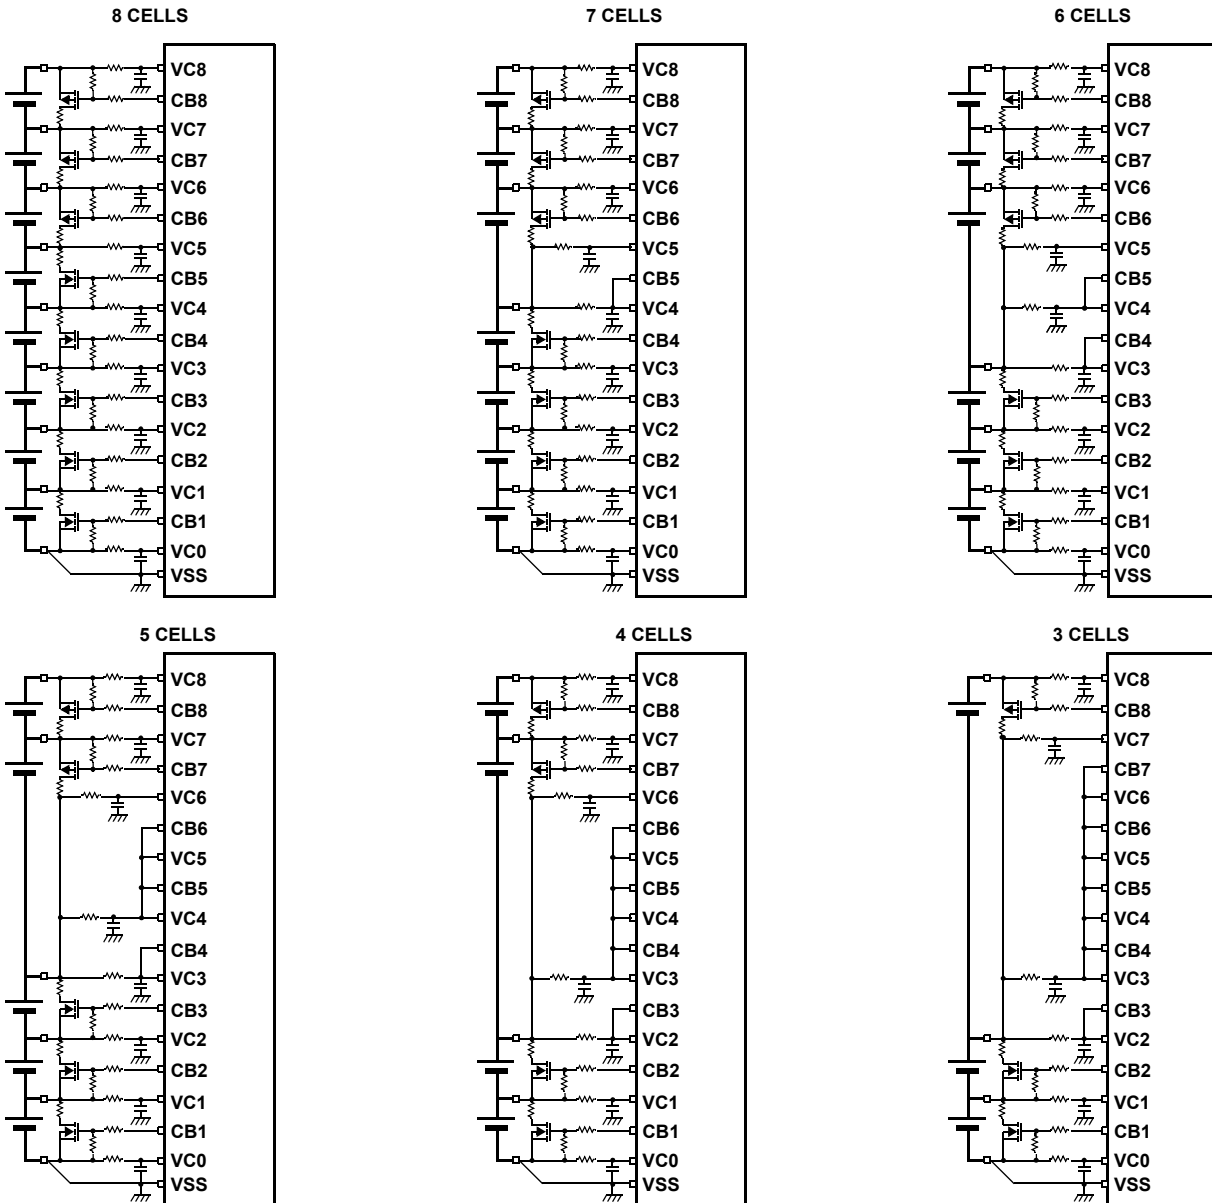 8 CELLS
VC8
CB8
VC7
CB7
VC6
CB6
VC5
CB5
VC4
CB4
VC3
CB3
VC2
CB2
VC1
CB1
VC0
VSS
7 CELLS
VC8
CB8
VC7
CB7
VC6
CB6
VC5
CB5
VC4
CB4
VC3
CB3
VC2
CB2
VC1
CB1
VC0
VSS
6 CELLS
VC8
CB8
VC7
CB7
VC6
CB6
VC5
CB5
VC4
CB4
VC3
CB3
VC2
CB2
VC1
CB1
VC0
VSS
5 CELLS
VC8
CB8
VC7
CB7
VC6
CB6
VC5
CB5
VC4
CB4
VC3
CB3
VC2
CB2
VC1
CB1
VC0
VSS
4 CELLS
VC8
CB8
VC7
CB7
VC6
CB6
VC5
CB5
VC4
CB4
VC3
CB3
VC2
CB2
VC1
CB1
VC0
VSS
3 CELLS
VC8
CB8
VC7
CB7
VC6
CB6
VC5
CB5
VC4
CB4
VC3
CB3
VC2
CB2
VC1
CB1
VC0
VSS